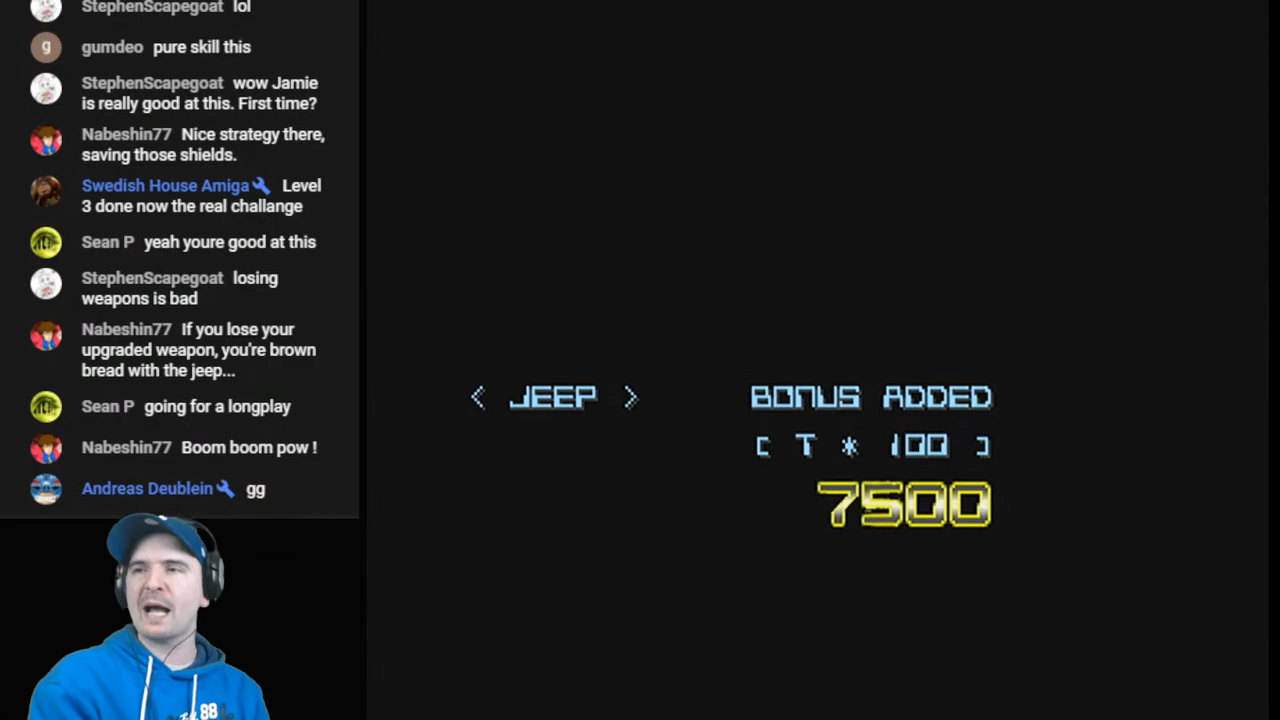 StephenScapegoat lol
g
gumdeo pure skill this
StephenScapegoat wow Jamie
is really good at this. First time?
Nabeshin77 Nice strategy there,
saving those shields.
Swedish House Amiga Level
3 done now the real challange
Sean P yeah youre good at this
StephenScapegoat losing
weapons is bad
Nabeshin77 If you lose your
upgraded weapon, you're brown
bread with the jeep...
Sean P going for a longplay
Nabeshin77 Boom boom pow !
Andreas Deublein gg
< JEEP >
BONUS ADDED
[ T * 100 ]
7500
88